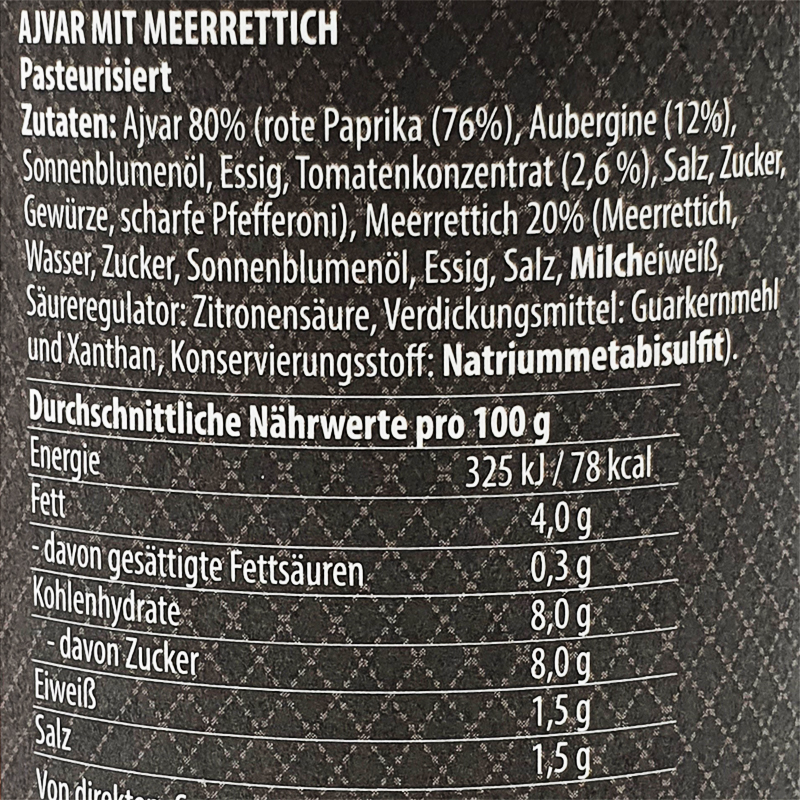 AJVAR MIT MEERRETTICH
Pasteurisiert
Zutaten: Ajvar 80% (rote Paprika (76%), Aubergine (12%),
Sonnenblumenöl, Essig, Tomatenkonzentrat (2,6 %), Salz, Zucker,
Gewürze, scharfe Pfefferoni), Meerrettich 20% (Meerrettich,
Wasser, Zucker, Sonnenblumenöl, Essig, Salz, Milcheiweiß,
Säureregulator: Zitronensäure, Verdickungsmittel: Guarkernmehl
und Xanthan, Konservierungsstoff: Natriummetabisulfit).
Durchschnittliche Nährwerte pro 100 g
Energie 325 kJ / 78 kcal
Fett 4,0 g
- davon gesättigte Fettsäuren 0,3 g
Kohlenhydrate 8,0 g
- davon Zucker 8,0 g
Eiweiß 1,5 g
Salz 1,5 g
Von